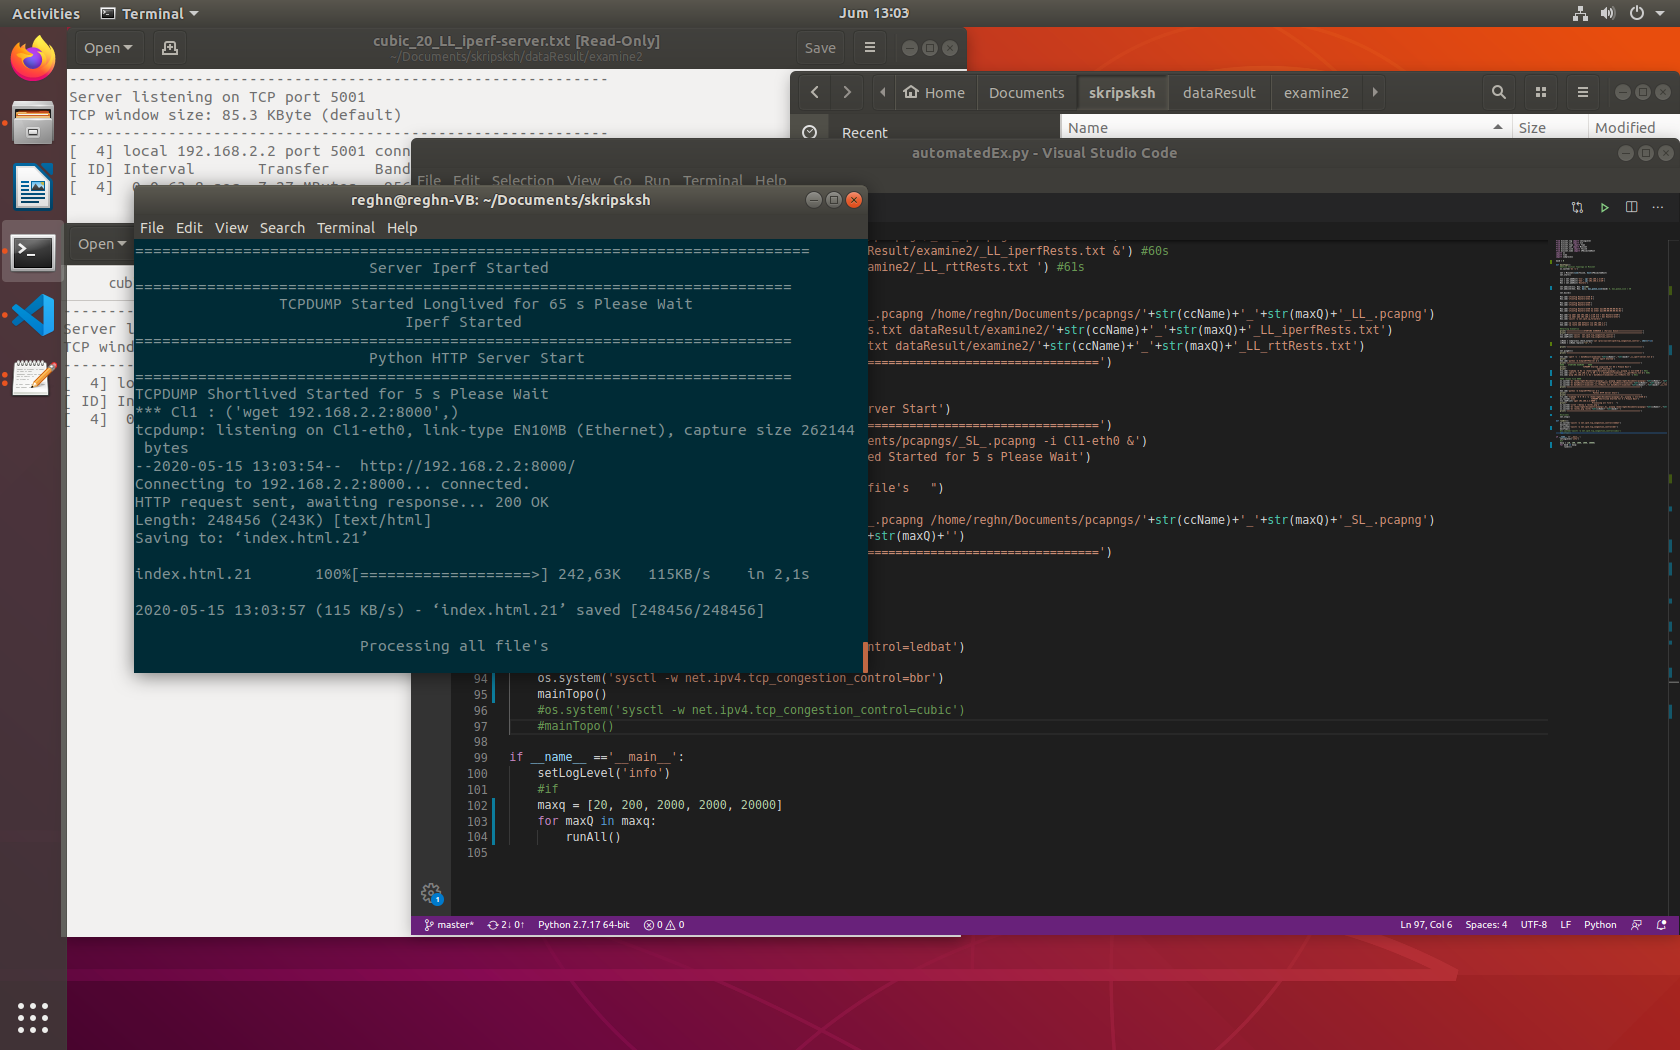 Activities
Terminal
Jum 13:03
Open
cubic_20_LL_iperf-server.txt [Read-Only]
~/Documents/skripsksh/dataResult/examine2
Save
------------------------------------------------------------
Server listening on TCP port 5001
TCP window size: 85.3 KByte (default)
------------------------------------------------------------
[  4] local 192.168.2.2 port 5001 conn
[ ID] Interval       Transfer     Band
[  4]
Home
Documents
skripsksh
dataResult
examine2
Recent
Name
Size
Modified
Open
cub
Server l
TCP wind
[  4] lo
[ ID] In
[  4]  0
automatedEx.py - Visual Studio Code
File Edit Selection View Go Run Terminal Help
reghn@reghn-VB: ~/Documents/skripsksh
File Edit View Search Terminal Help
===========================================================================
Server Iperf Started
=========================================================================
TCPDUMP Started Longlived for 65 s Please Wait
Iperf Started
=========================================================================
Python HTTP Server Start
=========================================================================
TCPDUMP Shortlived Started for 5 s Please Wait
*** Cl1 : ('wget 192.168.2.2:8000',)
tcpdump: listening on Cl1-eth0, link-type EN10MB (Ethernet), capture size 262144
bytes
--2020-05-15 13:03:54--  http://192.168.2.2:8000/
Connecting to 192.168.2.2:8000... connected.
HTTP request sent, awaiting response... 200 OK
Length: 248456 (243K) [text/html]
Saving to: ‘index.html.21’
index.html.21       100%[===================>] 242,63K   115KB/s    in 2,1s
2020-05-15 13:03:57 (115 KB/s) - ‘index.html.21’ saved [248456/248456]
Processing all file's
Result/examine2/_LL_iperfRests.txt &') #60s
amine2/_LL_rttRests.txt ') #61s
_.pcapng /home/reghn/Documents/pcapngs/'+str(ccName)+'_'+str(maxQ)+'_LL_.pcapng')
s.txt dataResult/examine2/'+str(ccName)+'_'+str(maxQ)+'_LL_iperfRests.txt')
txt dataResult/examine2/'+str(ccName)+'_'+str(maxQ)+'_LL_rttRests.txt')
=================================')
rver Start')
=================================')
ents/pcapngs/_SL_.pcapng -i Cl1-eth0 &')
ed Started for 5 s Please Wait')
file's   ")
_.pcapng /home/reghn/Documents/pcapngs/'+str(ccName)+'_'+str(maxQ)+'_SL_.pcapng')
+str(maxQ)+'')
=================================')
ntrol=ledbat')
94 os.system('sysctl -w net.ipv4.tcp_congestion_control=bbr')
95 mainTopo()
96 #os.system('sysctl -w net.ipv4.tcp_congestion_control=cubic')
97 #mainTopo()
98
99 if __name__ =='__main__':
100 setLogLevel('info')
101 #if
102 maxq = [20, 200, 2000, 2000, 20000]
103 for maxQ in maxq:
104 runAll()
105
1
master* 2↓ 0↑ Python 2.7.17 64-bit 0 0
Ln 97, Col 6 Spaces: 4 UTF-8 LF Python